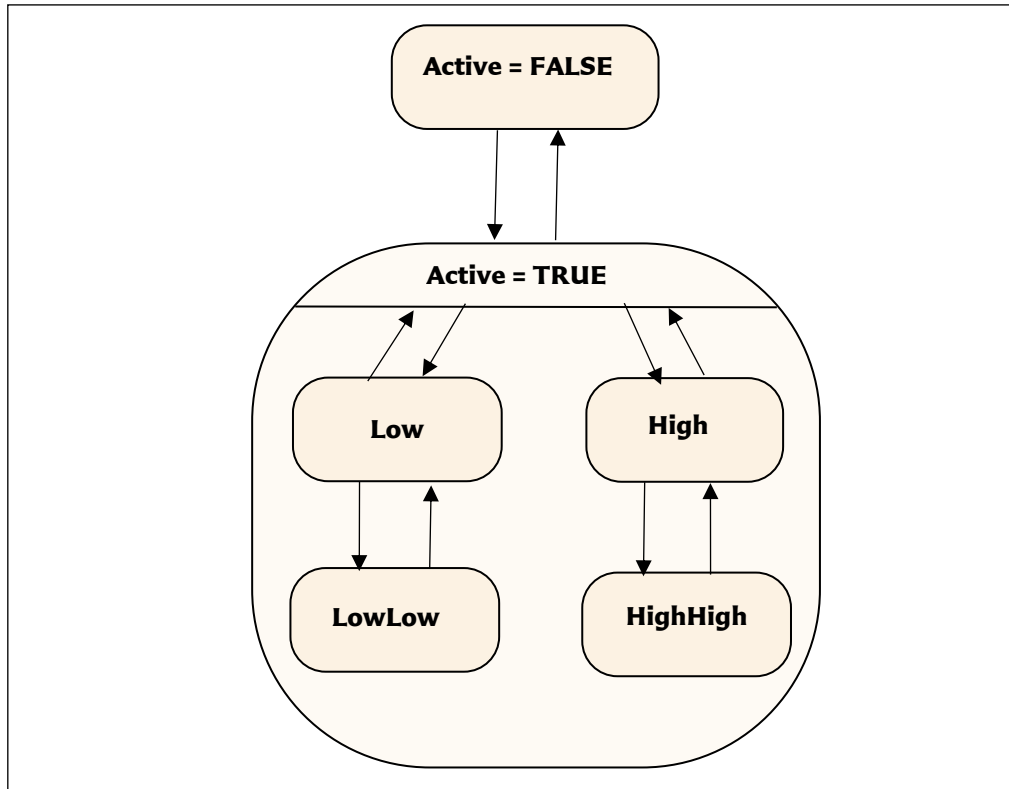 Active = FALSE
Active = TRUE
Low
High
LowLow
HighHigh